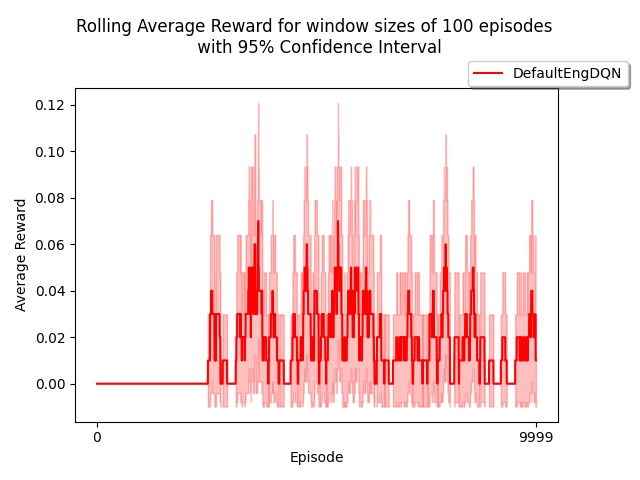 Rolling Average Reward for window sizes of 100 episodes
with 95% Confidence Interval
DefaultEngDQN
0.12
0.10
0.08
0.06
0.04
0.02
0.00
Average Reward
0
9999
Episode